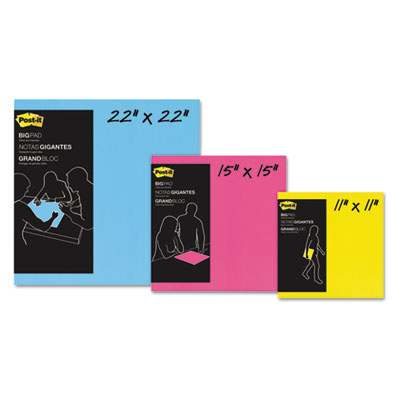 22" x 22"
Post-it
BIG PAD
NOTAS GIGANTES
GRAND BLOC
15" x 15"
Post-it
BIG PAD
NOTAS GIGANTES
GRAND BLOC
11" x 11"
Post-it
BIG PAD
NOTAS GIGANTES
GRAND BLOC